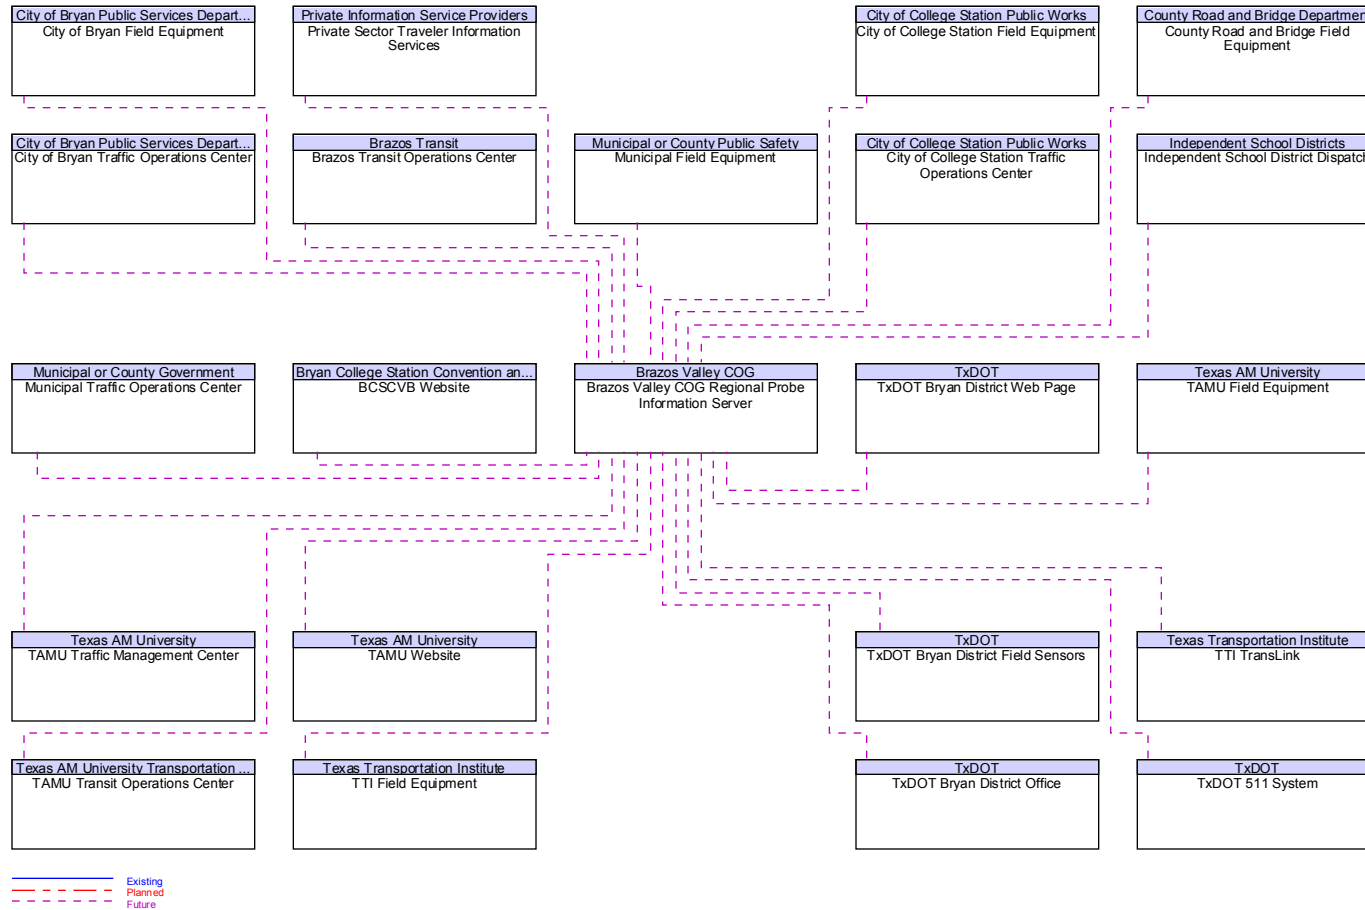 City of Bryan Public Services Depart...
City of Bryan Field Equipment
Private Information Service Providers
Private Sector Traveler Information
Services
City of College Station Public Works
City of College Station Field Equipment
County Road and Bridge Departmen
County Road and Bridge Field
Equipment
City of Bryan Public Services Depart...
City of Bryan Traffic Operations Center
Brazos Transit
Brazos Transit Operations Center
Municipal or County Public Safety
Municipal Field Equipment
City of College Station Public Works
City of College Station Traffic
Operations Center
Independent School Districts
Independent School District Dispatch
Municipal or County Government
Municipal Traffic Operations Center
Bryan College Station Convention an...
BCSCVB Website
Brazos Valley COG
Brazos Valley COG Regional Probe
Information Server
TxDOT
TxDOT Bryan District Web Page
Texas AM University
TAMU Field Equipment
Texas AM University
TAMU Traffic Management Center
Texas AM University
TAMU Website
TxDOT
TxDOT Bryan District Field Sensors
Texas Transportation Institute
TTI TransLink
Texas AM University Transportation ...
TAMU Transit Operations Center
Texas Transportation Institute
TTI Field Equipment
TxDOT
TxDOT Bryan District Office
TxDOT
TxDOT 511 System
Existing
Planned
Future